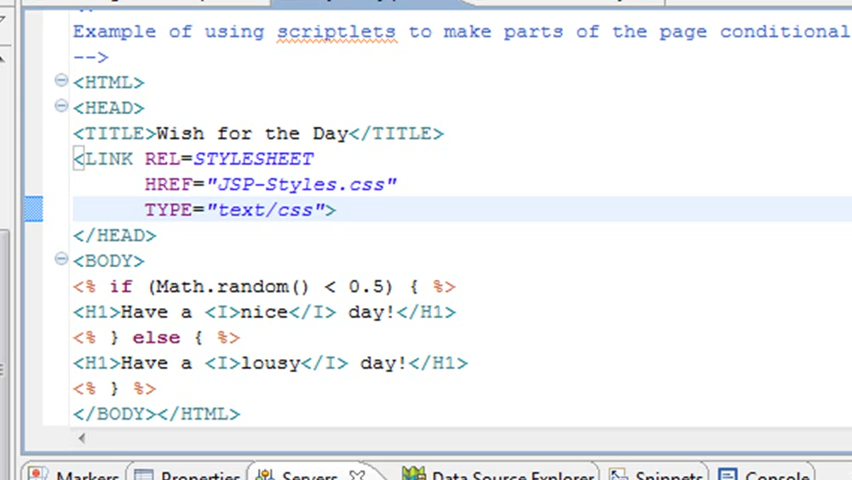 Example of using scriptlets to make parts of the page conditional
-->
<HTML>
<HEAD>
<TITLE>Wish for the Day</TITLE>
<LINK REL=STYLESHEET
HREF="JSP-Styles.css"
TYPE="text/css">
</HEAD>
<BODY>
<% if (Math.random() < 0.5) { %>
<H1>Have a <I>nice</I> day!</H1>
<% } else { %>
<H1>Have a <I>lousy</I> day!</H1>
<% } %>
</BODY></HTML>
Markers Properties Servers Data Source Explorer Snippets Console